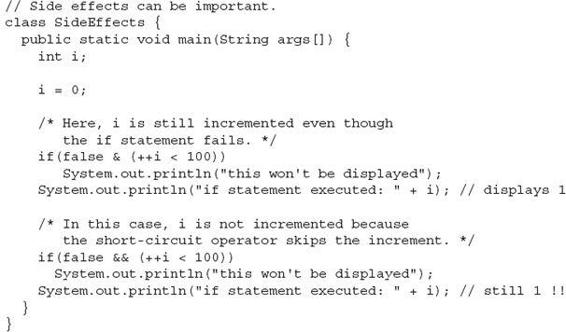 // Side effects can be important.
class SideEffects {
  public static void main(String args[]) {
    int i;

    i = 0;

    /* Here, i is still incremented even though
       the if statement fails. */
    if(false & (++i < 100))
       System.out.println("this won't be displayed");
    System.out.println("if statement executed: " + i); // displays 1

    /* In this case, i is not incremented because
       the short-circuit operator skips the increment. */
    if(false && (++i < 100))
      System.out.println("this won't be displayed");
    System.out.println("if statement executed: " + i); // still 1 !!
  }
}